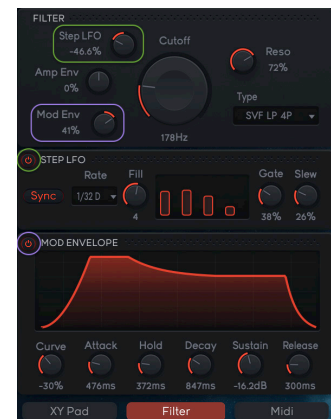 FILTER
Step LFO
-46.6%
Cutoff
Reso
72%
Amp Env
0%
Type
SVF LP 4P
Mod Env
41%
178Hz
STEP LFO
Rate
Fill
Gate
Slew
Sync
1/32 D
4
38%
26%
MOD ENVELOPE
Curve
Attack
Hold
Decay
Sustain
Release
-30%
476ms
372ms
847ms
-16.2dB
300ms
XY Pad
Filter
Midi